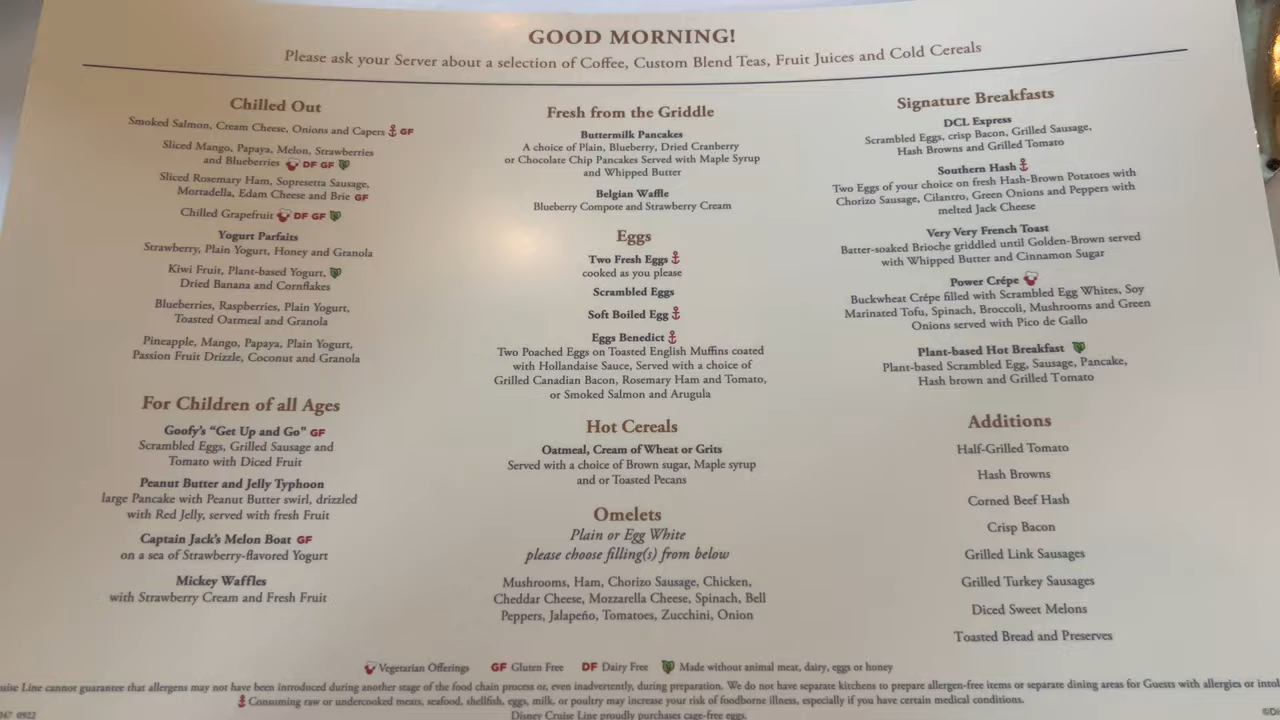 GOOD MORNING!
Please ask your Server about a selection of Coffee, Custom Blend Teas, Fruit Juices and Cold Cereals
Chilled Out
Smoked Salmon, Cream Cheese, Onions and Capers GF
Sliced Mango, Papaya, Melon, Strawberries
and Blueberries DF GF
Sliced Rosemary Ham, Sopresetta Sausage,
Mortadella, Edam Cheese and Brie GF
Chilled Grapefruit DF GF
Yogurt Parfaits
Strawberry, Plain Yogurt, Honey and Granola
Kiwi Fruit, Plant-based Yogurt,
Dried Banana and Cornflakes
Blueberries, Raspberries, Plain Yogurt,
Toasted Oatmeal and Granola
Pineapple, Mango, Papaya, Plain Yogurt,
Passion Fruit Drizzle, Coconut and Granola
For Children of all Ages
Goofy's "Get Up and Go" GF
Scrambled Eggs, Grilled Sausage and
Tomato with Diced Fruit
Peanut Butter and Jelly Typhoon
large Pancake with Peanut Butter swirl, drizzled
with Red Jelly, served with fresh Fruit
Captain Jack's Melon Boat GF
on a sea of Strawberry-flavored Yogurt
Mickey Waffles
with Strawberry Cream and Fresh Fruit
Fresh from the Griddle
Buttermilk Pancakes
A choice of Plain, Blueberry, Dried Cranberry
or Chocolate Chip Pancakes Served with Maple Syrup
and Whipped Butter
Belgian Waffle
Blueberry Compote and Strawberry Cream
Eggs
Two Fresh Eggs
cooked as you please
Scrambled Eggs
Soft Boiled Egg
Eggs Benedict
Two Poached Eggs on Toasted English Muffins coated
with Hollandaise Sauce, Served with a choice of
Grilled Canadian Bacon, Rosemary Ham and Tomato,
or Smoked Salmon and Arugula
Hot Cereals
Oatmeal, Cream of Wheat or Grits
Served with a choice of Brown sugar, Maple syrup
and or Toasted Pecans
Omelets
Plain or Egg White
please choose filling(s) from below
Mushrooms, Ham, Chorizo Sausage, Chicken,
Cheddar Cheese, Mozzarella Cheese, Spinach, Bell
Peppers, Jalapeño, Tomatoes, Zucchini, Onion
Signature Breakfasts
DCL Express
Scrambled Eggs, crisp Bacon, Grilled Sausage,
Hash Browns and Grilled Tomato
Southern Hash
Two Eggs of your choice on fresh Hash-Brown Potatoes with
Chorizo Sausage, Cilantro, Green Onions and Peppers with
melted Jack Cheese
Very Very French Toast
Batter-soaked Brioche griddled until Golden-Brown served
with Whipped Butter and Cinnamon Sugar
Power Crépe
Buckwheat Crépe filled with Scrambled Egg Whites, Soy
Marinated Tofu, Spinach, Broccoli, Mushrooms and Green
Onions served with Pico de Gallo
Plant-based Hot Breakfast
Plant-based Scrambled Egg, Sausage, Pancake,
Hash brown and Grilled Tomato
Additions
Half-Grilled Tomato
Hash Browns
Corned Beef Hash
Crisp Bacon
Grilled Link Sausages
Grilled Turkey Sausages
Diced Sweet Melons
Toasted Bread and Preserves
Vegetarian Offerings GF Gluten Free DF Dairy Free Made without animal meat, dairy, eggs or honey
Line cannot guarantee that allergens may not have been introduced during another stage of the food chain process or, even inadvertently, during preparation. We do not have separate kitchens to prepare allergen-free items or separate dining areas for Guests with allergies or
Consuming raw or undercooked meats, seafood, shellfish, eggs, milk, or poultry may increase your risk of foodborne illness, especially if you have certain medical conditions.
0922 Disney Cruise Line proudly purchases cage-free eggs.